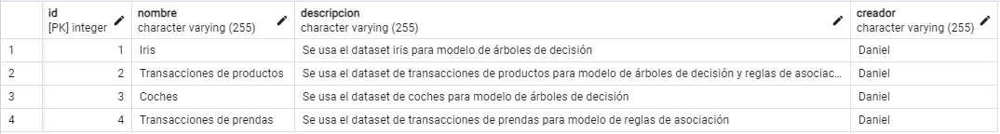 id nombre descripcion creador
[PK] integer character varying (255) character varying (255) character varying (255)
1 1 Iris Se usa el dataset iris para modelo de árboles de decisión Daniel
2 2 Transacciones de productos Se usa el dataset de transacciones de productos para modelo de árboles de decisión y reglas de asociac... Daniel
3 3 Coches Se usa el dataset de coches para modelo de árboles de decisión Daniel
4 4 Transacciones de prendas Se usa el dataset de transacciones de prendas para modelo de reglas de asociación Daniel